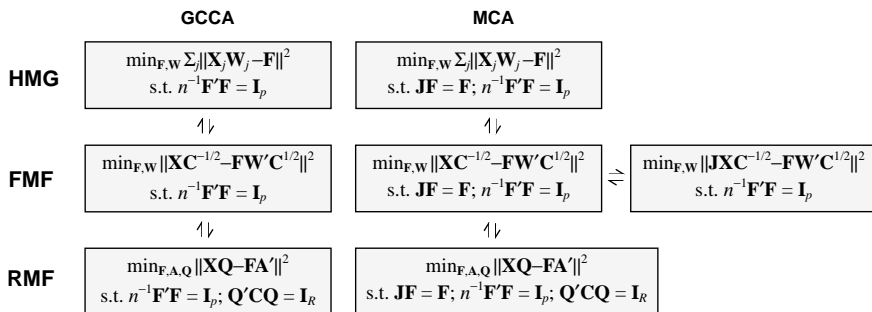 GCCA MCA
HMG
min_{F,W} Σ_j ||X_jW_j–F||²
s.t. n⁻¹F′F = I_p
min_{F,W} Σ_j ||X_jW_j–F||²
s.t. JF = F; n⁻¹F′F = I_p
FMF
min_{F,W} ||XC^{-1/2}–FW′C^{1/2}||²
s.t. n⁻¹F′F = I_p
min_{F,W} ||XC^{-1/2}–FW′C^{1/2}||²
s.t. JF = F; n⁻¹F′F = I_p
min_{F,W} ||JXC^{-1/2}–FW′C^{1/2}||²
s.t. n⁻¹F′F = I_p
RMF
min_{F,A,Q} ||XQ–FA′||²
s.t. n⁻¹F′F = I_p; Q′CQ = I_R
min_{F,A,Q} ||XQ–FA′||²
s.t. JF = F; n⁻¹F′F = I_p; Q′CQ = I_R